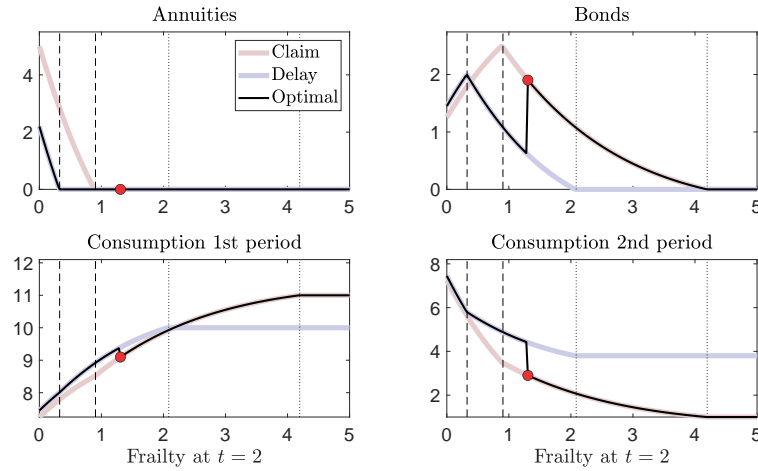 Annuities
4
2
0
0 1 2 3 4 5
Claim
Delay
Optimal
Bonds
2
1
0
0 1 2 3 4 5
Consumption 1st period
12
11
10
9
8
0 1 2 3 4 5
Frailty at t = 2
Consumption 2nd period
8
6
4
2
0 1 2 3 4 5
Frailty at t = 2